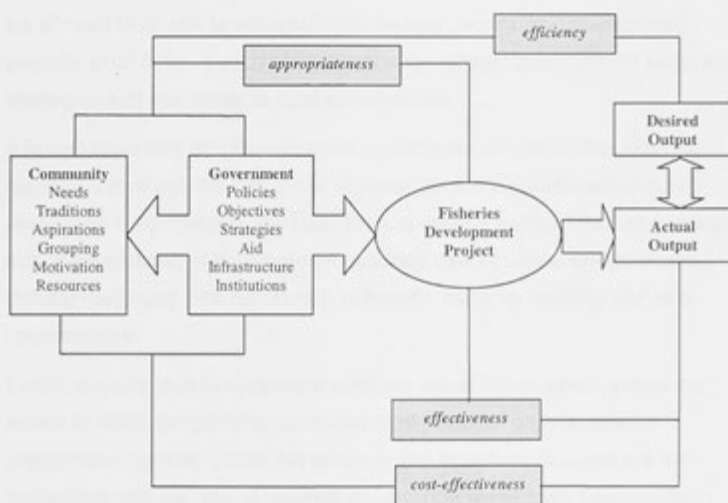 efficiency
appropriateness
Desired
Output
Community
Needs
Traditions
Aspirations
Grouping
Motivation
Resources
Government
Policies
Objectives
Strategies
Aid
Infrastructure
Institutions
Fisheries
Development
Project
Actual
Output
effectiveness
cost-effectiveness